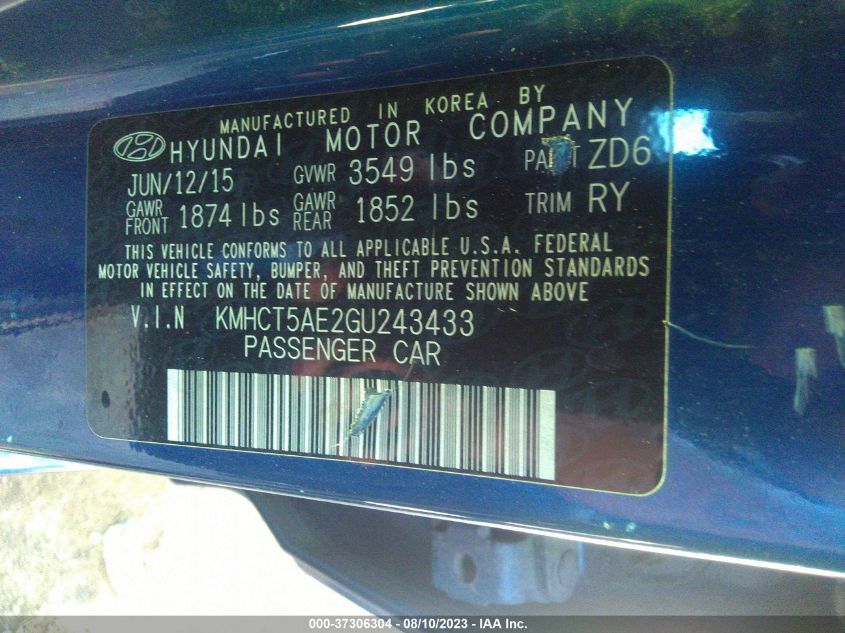 MANUFACTURED IN KOREA BY
HYUNDAI MOTOR COMPANY
JUN/12/15 GVWR 3549 lbs ZD6
GAWR FRONT 1874 lbs GAWR REAR 1852 lbs TRIM RY
THIS VEHICLE CONFORMS TO ALL APPLICABLE U.S.A. FEDERAL
MOTOR VEHICLE SAFETY, BUMPER, AND THEFT PREVENTION STANDARDS
IN EFFECT ON THE DATE OF MANUFACTURE SHOWN ABOVE
V.I.N KMHCT5AE2GU243433
PASSENGER CAR
000-37306304 - 08/10/2023 - IAA Inc.